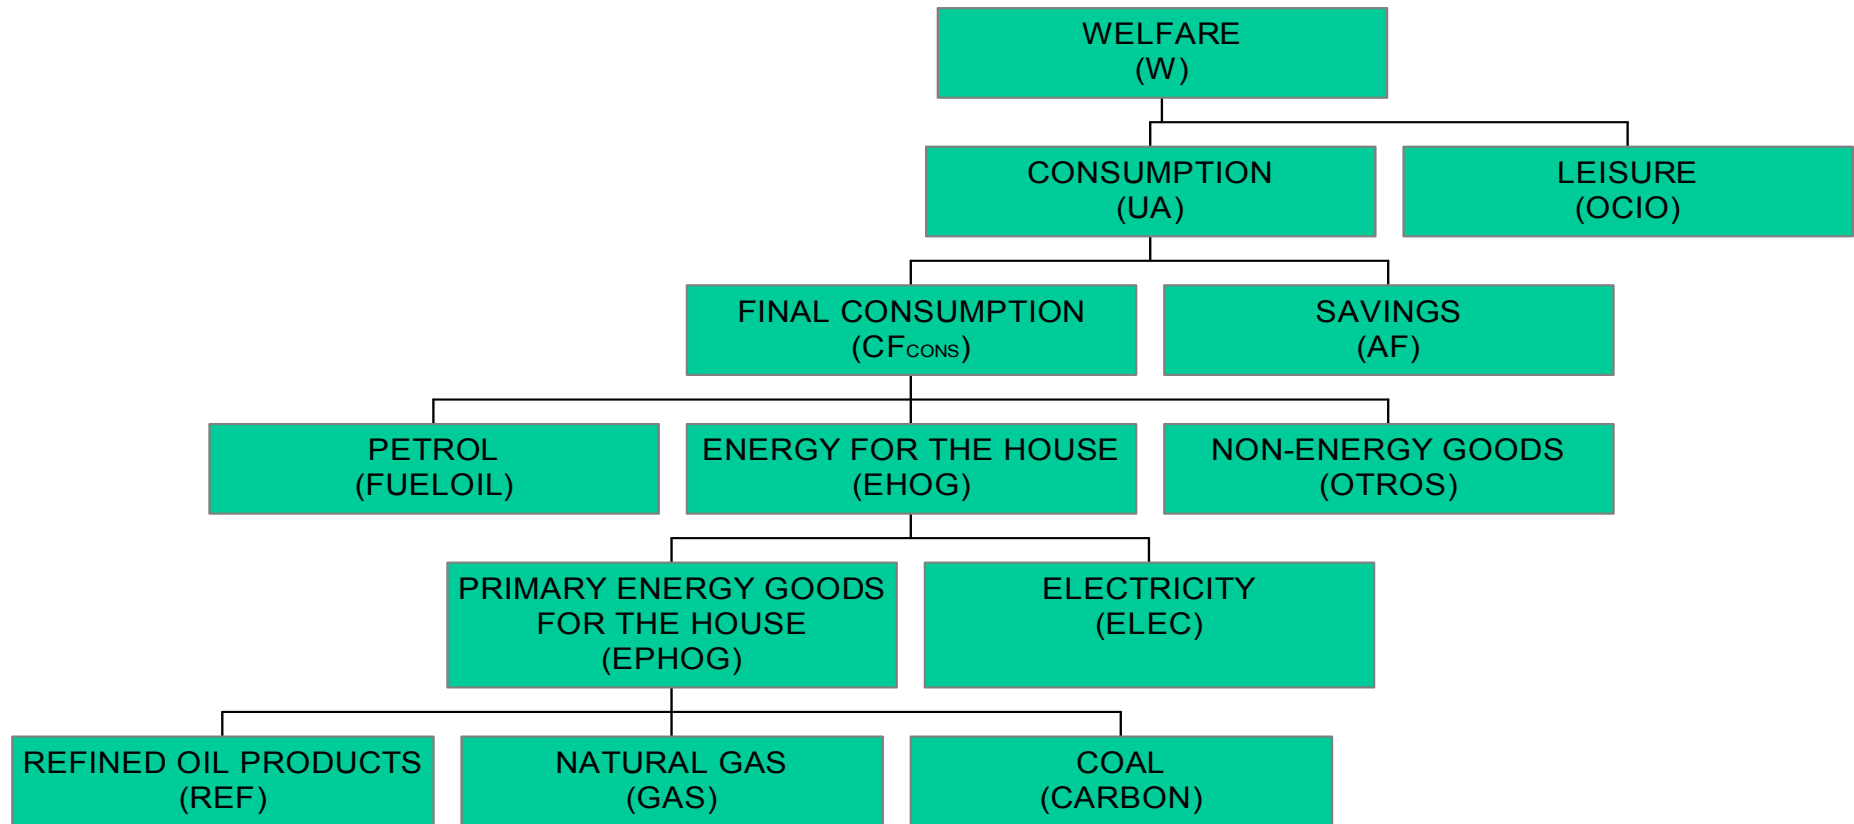 WELFARE
(W)
CONSUMPTION
(UA)
LEISURE
(OCIO)
FINAL CONSUMPTION
(CFCONS)
SAVINGS
(AF)
PETROL
(FUELOIL)
ENERGY FOR THE HOUSE
(EHOG)
NON-ENERGY GOODS
(OTROS)
PRIMARY ENERGY GOODS
FOR THE HOUSE
(EPHOG)
ELECTRICITY
(ELEC)
REFINED OIL PRODUCTS
(REF)
NATURAL GAS
(GAS)
COAL
(CARBON)